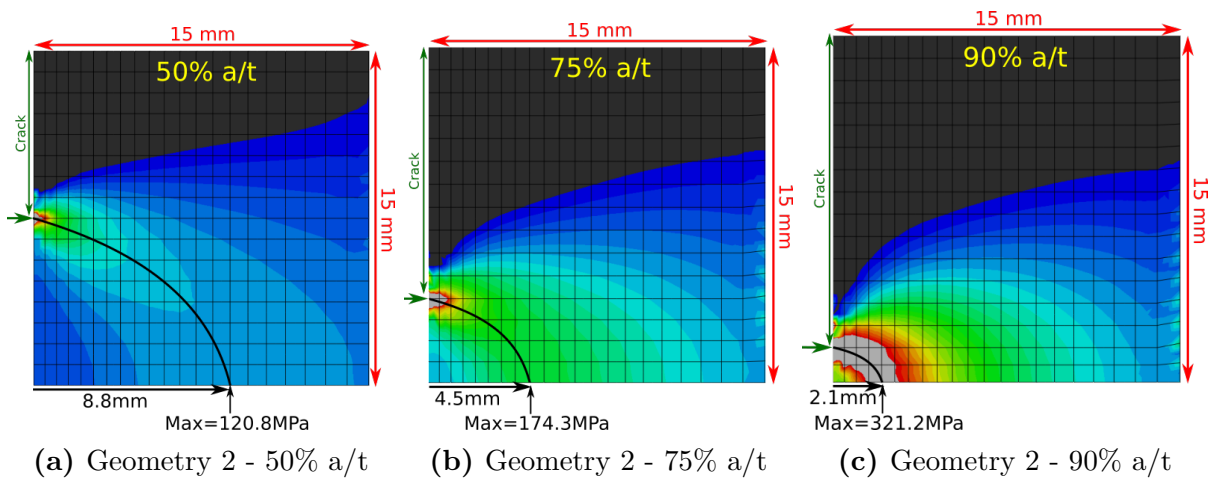 15 mm
50% a/t
Crack
15 mm
8.8mm
Max=120.8MPa
(a) Geometry 2 - 50% a/t
15 mm
75% a/t
Crack
15 mm
4.5mm
Max=174.3MPa
(b) Geometry 2 - 75% a/t
15 mm
90% a/t
Crack
15 mm
2.1mm
Max=321.2MPa
(c) Geometry 2 - 90% a/t